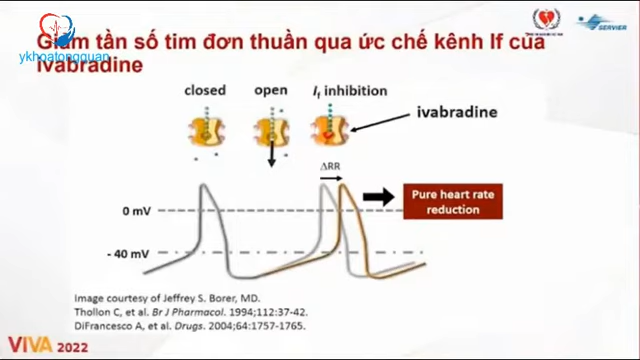 Giảm tần số tim đơn thuần qua ức chế kênh If của
ykhoatongquan
ivabradine
SERVIER
closed
open
If inhibition
ivabradine
ΔRR
Pure heart rate
reduction
0 mV
- 40 mV
Image courtesy of Jeffrey S. Borer, MD.
Thollon C, et al. Br J Pharmacol. 1994;112:37-42.
DiFrancesco A, et al. Drugs. 2004;64:1757-1765.
VIVA 2022